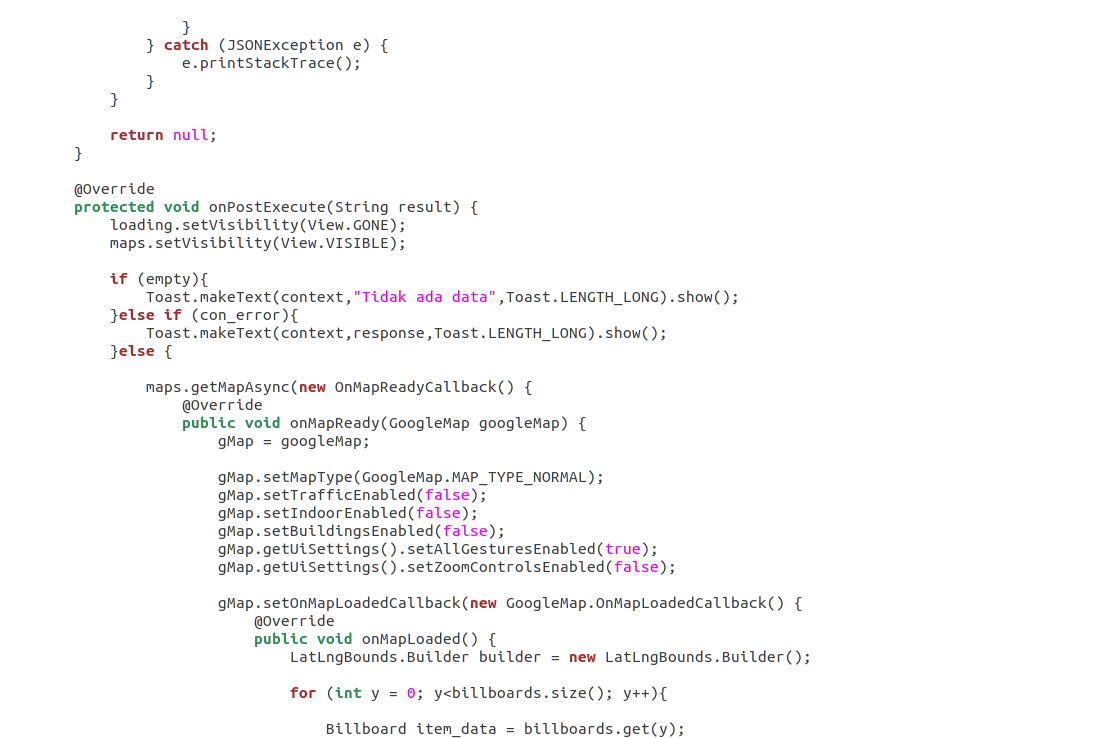 }
            } catch (JSONException e) {
                e.printStackTrace();
            }
        }

        return null;
    }

    @Override
    protected void onPostExecute(String result) {
        loading.setVisibility(View.GONE);
        maps.setVisibility(View.VISIBLE);

        if (empty){
            Toast.makeText(context,"Tidak ada data",Toast.LENGTH_LONG).show();
        }else if (con_error){
            Toast.makeText(context,response,Toast.LENGTH_LONG).show();
        }else {

            maps.getMapAsync(new OnMapReadyCallback() {
                @Override
                public void onMapReady(GoogleMap googleMap) {
                    gMap = googleMap;

                    gMap.setMapType(GoogleMap.MAP_TYPE_NORMAL);
                    gMap.setTrafficEnabled(false);
                    gMap.setIndoorEnabled(false);
                    gMap.setBuildingsEnabled(false);
                    gMap.getUiSettings().setAllGesturesEnabled(true);
                    gMap.getUiSettings().setZoomControlsEnabled(false);

                    gMap.setOnMapLoadedCallback(new GoogleMap.OnMapLoadedCallback() {
                        @Override
                        public void onMapLoaded() {
                            LatLngBounds.Builder builder = new LatLngBounds.Builder();

                            for (int y = 0; y<billboards.size(); y++){

                                Billboard item_data = billboards.get(y);